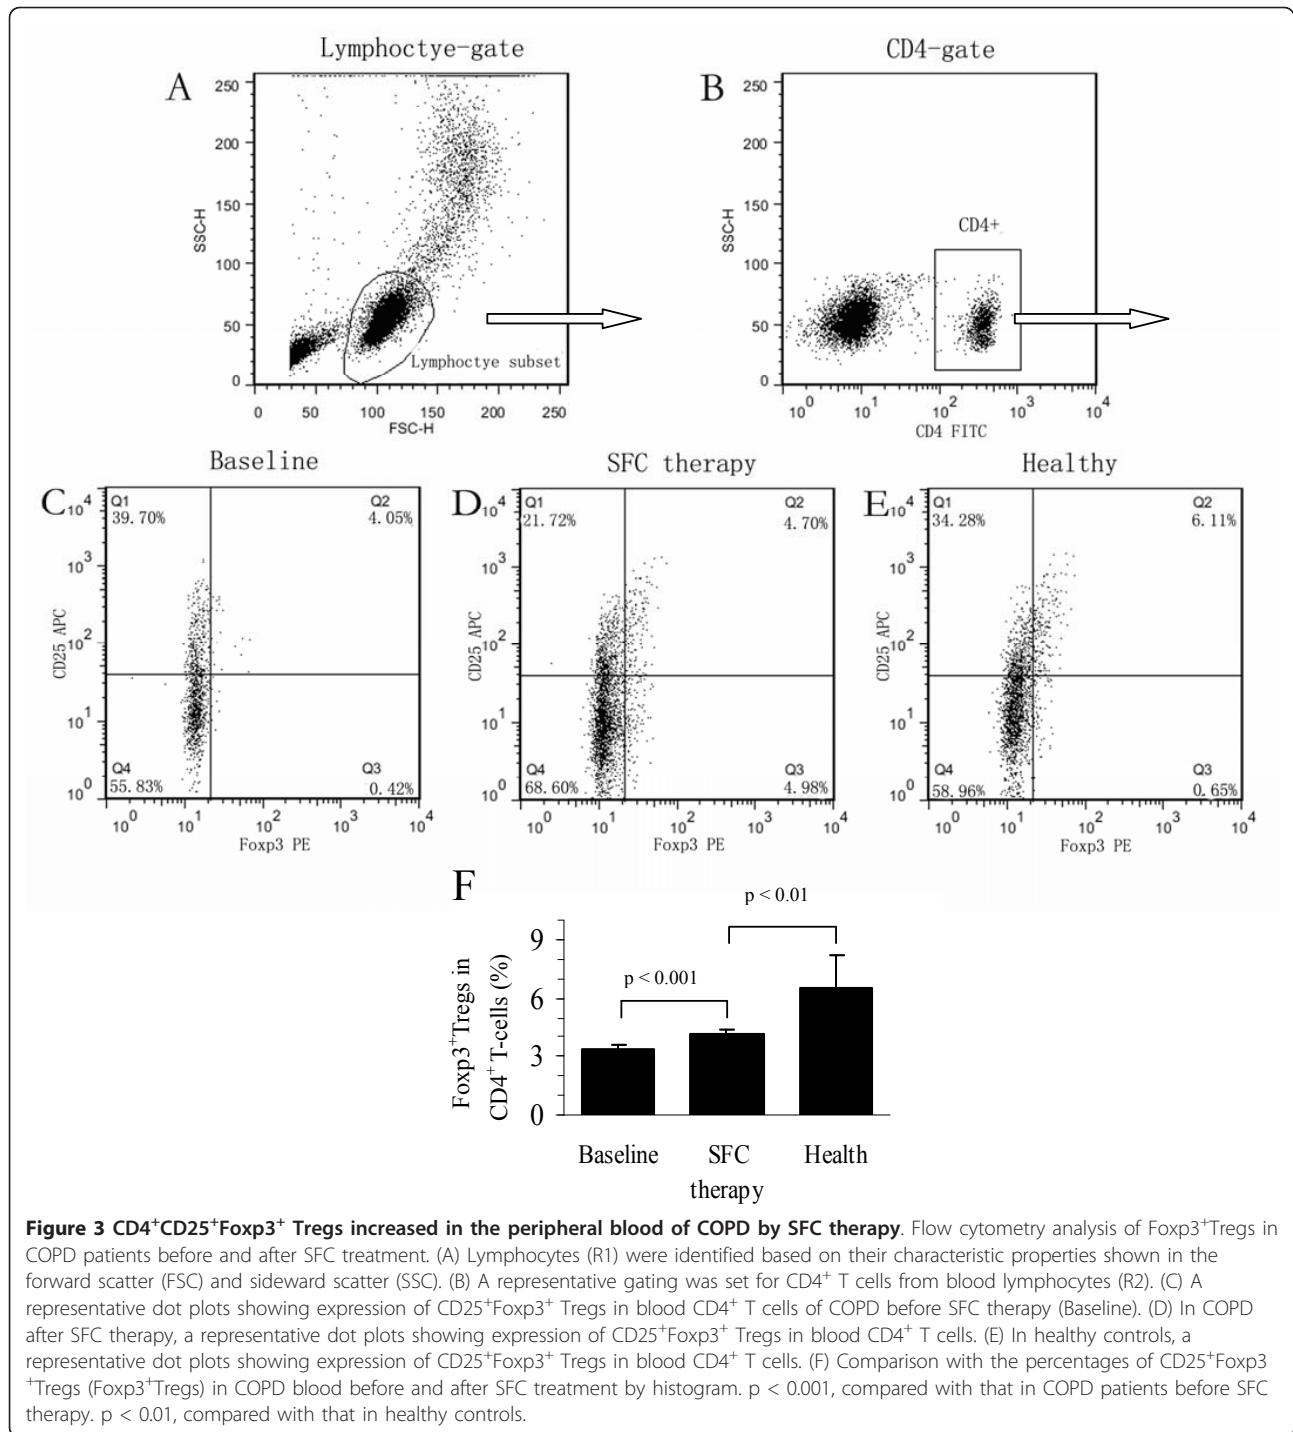 Lymphoctye-gate
CD4-gate
A
250
200
150
100
50
0
SSC-H
Lymphoctye subset
0 50 100 150 200 250
FSC-H
B
250
200
150
100
50
0
SSC-H
CD4+
10^0 10^1 10^2 10^3 10^4
CD4 FITC
Baseline
SFC therapy
Healthy
C
10^4
10^3
10^2
10^1
10^0
CD25 APC
Q1
39.70%
Q2
4.05%
Q4
55.83%
Q3
0.42%
10^0 10^1 10^2 10^3 10^4
Foxp3 PE
D
10^4
10^3
10^2
10^1
10^0
CD25 APC
Q1
21.72%
Q2
4.70%
Q4
68.60%
Q3
4.98%
10^0 10^1 10^2 10^3 10^4
Foxp3 PE
E
10^4
10^3
10^2
10^1
10^0
CD25 APC
Q1
34.28%
Q2
6.11%
Q4
58.96%
Q3
0.65%
10^0 10^1 10^2 10^3 10^4
Foxp3 PE
F
p < 0.01
p < 0.001
9
6
3
0
Foxp3⁺Tregs in
CD4⁺ T-cells (%)
Baseline SFC Health
therapy
Figure 3 CD4⁺CD25⁺Foxp3⁺ Tregs increased in the peripheral blood of COPD by SFC therapy. Flow cytometry analysis of Foxp3⁺Tregs in
COPD patients before and after SFC treatment. (A) Lymphocytes (R1) were identified based on their characteristic properties shown in the
forward scatter (FSC) and sideward scatter (SSC). (B) A representative gating was set for CD4⁺ T cells from blood lymphocytes (R2). (C) A
representative dot plots showing expression of CD25⁺Foxp3⁺ Tregs in blood CD4⁺ T cells of COPD before SFC therapy (Baseline). (D) In COPD
after SFC therapy, a representative dot plots showing expression of CD25⁺Foxp3⁺ Tregs in blood CD4⁺ T cells. (E) In healthy controls, a
representative dot plots showing expression of CD25⁺Foxp3⁺ Tregs in blood CD4⁺ T cells. (F) Comparison with the percentages of CD25⁺Foxp3
⁺Tregs (Foxp3⁺Tregs) in COPD blood before and after SFC treatment by histogram. p < 0.001, compared with that in COPD patients before SFC
therapy. p < 0.01, compared with that in healthy controls.